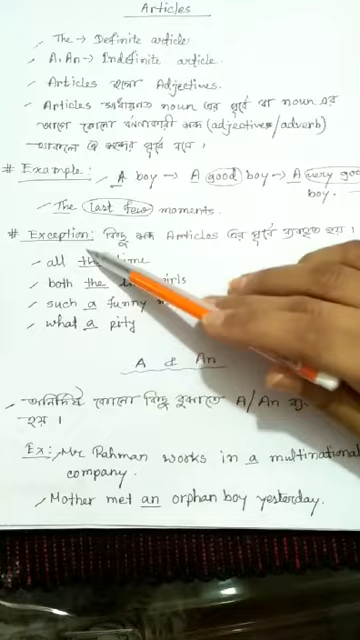 Articles
The → Definite article
A, An → Indefinite article.
Articles হলো Adjectives.
Articles সাধারনত noun এর পূর্বে বা noun এর
আগে কোনো বর্ণনাকারী শব্দ (adjectives/adverb)
থাকলে ঐ শব্দের পূর্বে বসে।
# Example: A boy → A good boy → A very good
boy.
The last few moments.
# Exception: কিছু শব্দ Articles এর পূর্বে ব্যবহৃত হয়।
all the time
both the girls
such a funny
what a pity
A & An
অনির্দিষ্ট কোনো কিছু বুঝাতে A/An
হয়।
Ex: Mr. Rahman works in a multinational
company.
Mother met an orphan boy yesterday.